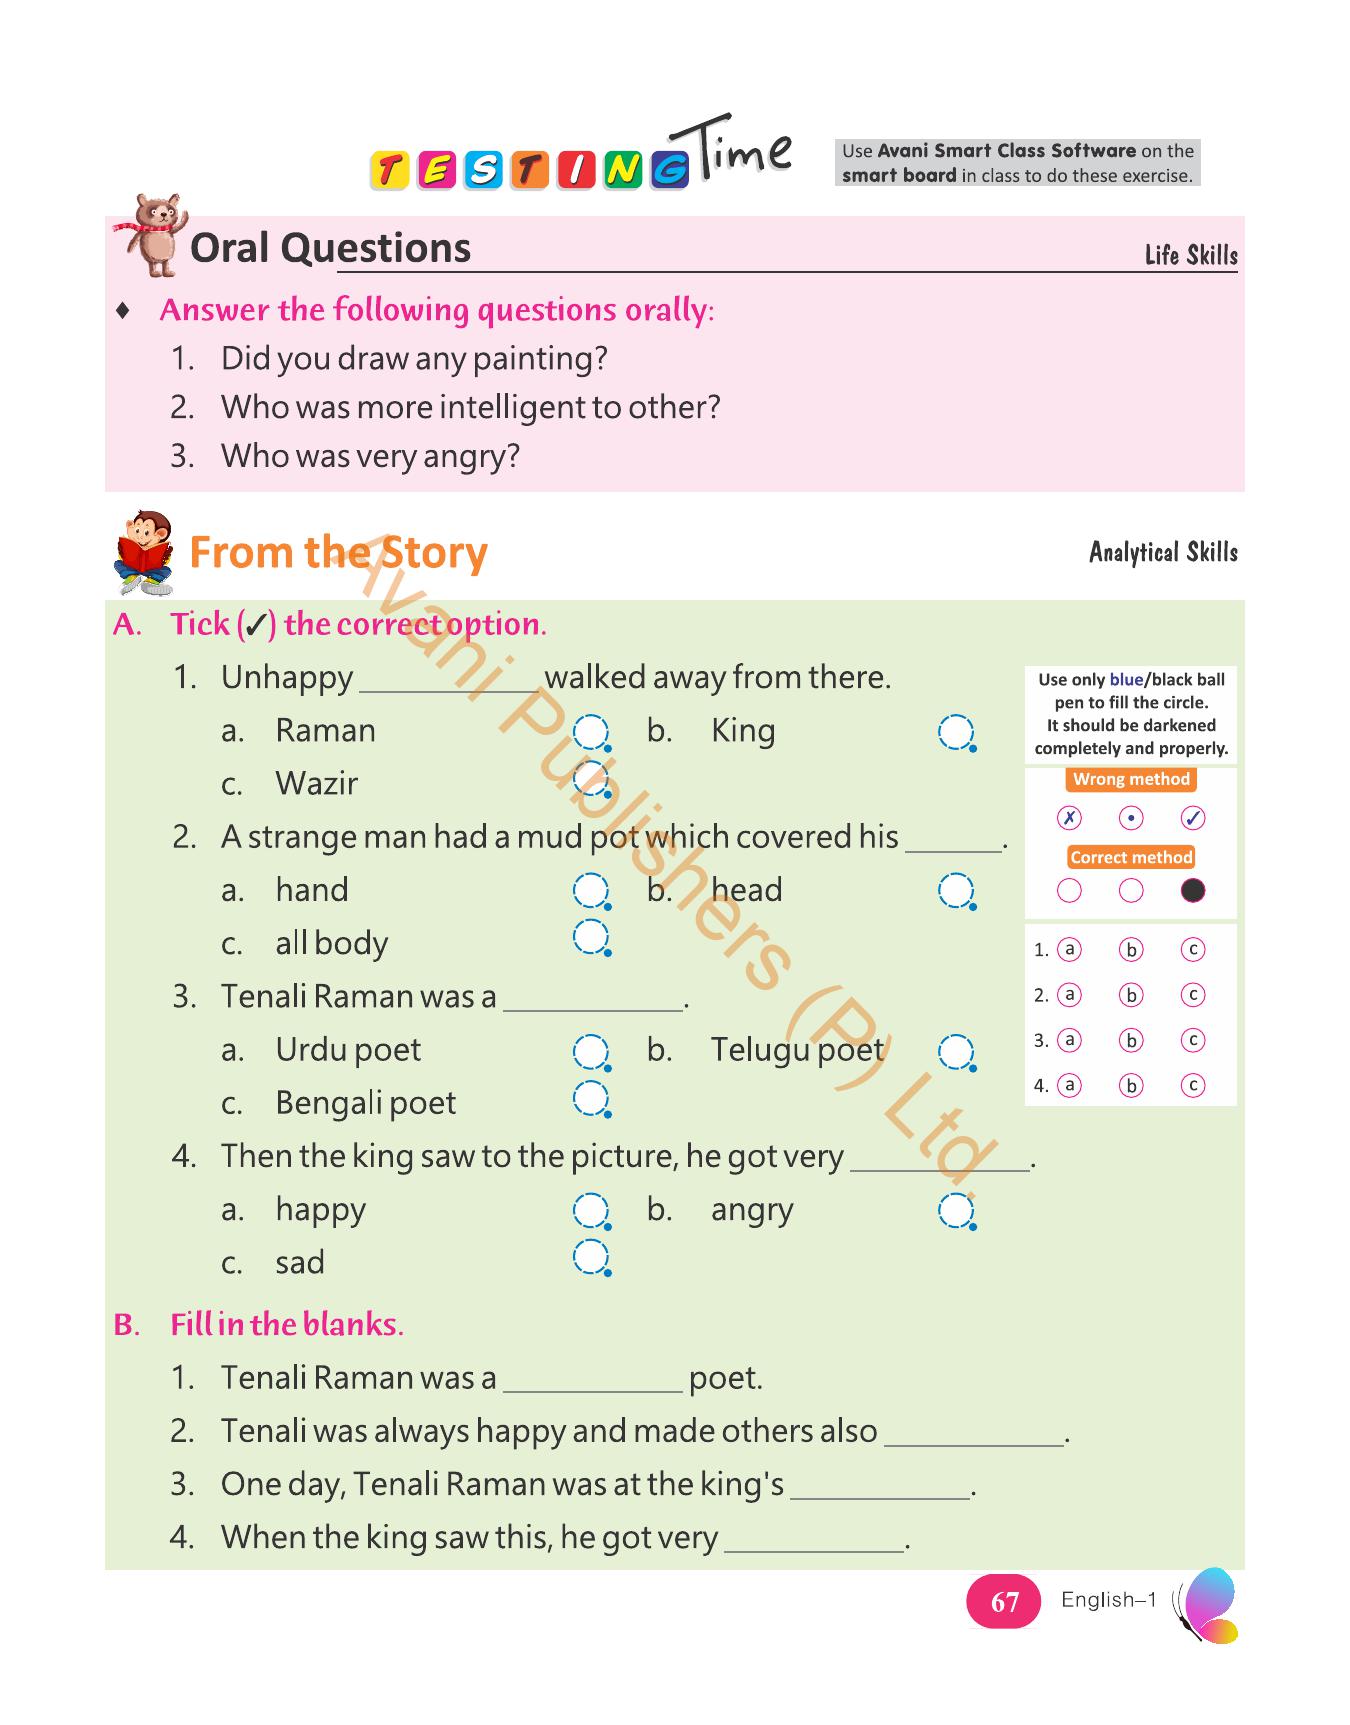 TESTING Time
Use Avani Smart Class Software on the
smart board in class to do these exercise.
Oral Questions
Life Skills
♦ Answer the following questions orally:
1. Did you draw any painting?
2. Who was more intelligent to other?
3. Who was very angry?
From the Story
Analytical Skills
A. Tick (✓) the correct option.
1. Unhappy ___________ walked away from there.
a. Raman b. King
c. Wazir
2. A strange man had a mud pot which covered his ______.
a. hand b. head
c. all body
3. Tenali Raman was a ___________.
a. Urdu poet b. Telugu poet
c. Bengali poet
4. Then the king saw to the picture, he got very ___________.
a. happy b. angry
c. sad
Use only blue/black ball
pen to fill the circle.
It should be darkened
completely and properly.
Wrong method
✗ • ✓
Correct method
1. a b c
2. a b c
3. a b c
4. a b c
B. Fill in the blanks.
1. Tenali Raman was a ___________ poet.
2. Tenali was always happy and made others also ___________.
3. One day, Tenali Raman was at the king's ___________.
4. When the king saw this, he got very ___________.
67 English–1
Avani Publishers (P) Ltd.